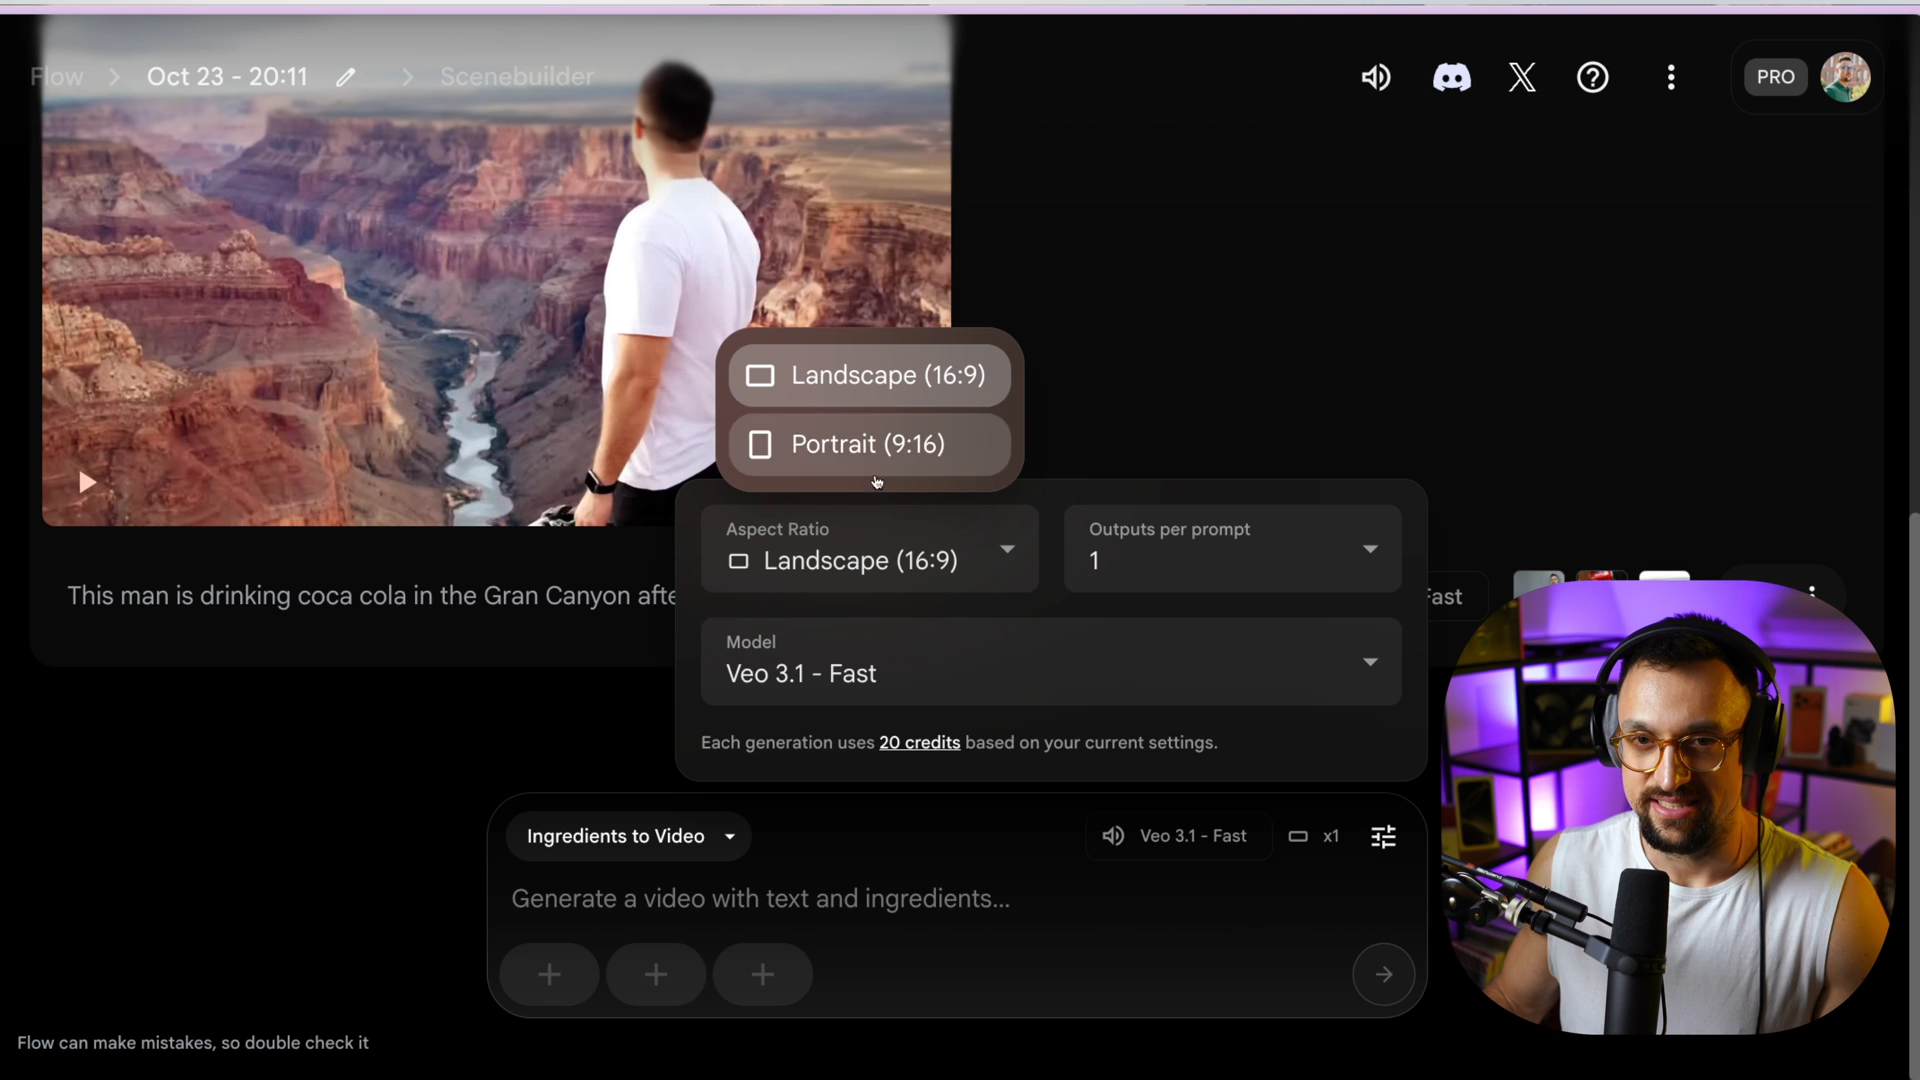 Flow > Oct 23 - 20:11 > Scenebuilder
PRO
Landscape (16:9)
Portrait (9:16)
Aspect Ratio
Landscape (16:9)
Outputs per prompt
1
This man is drinking coca cola in the Gran Canyon afte
Fast
Model
Veo 3.1 - Fast
Each generation uses 20 credits based on your current settings.
Ingredients to Video
Veo 3.1 - Fast
x1
Generate a video with text and ingredients...
Flow can make mistakes, so double check it